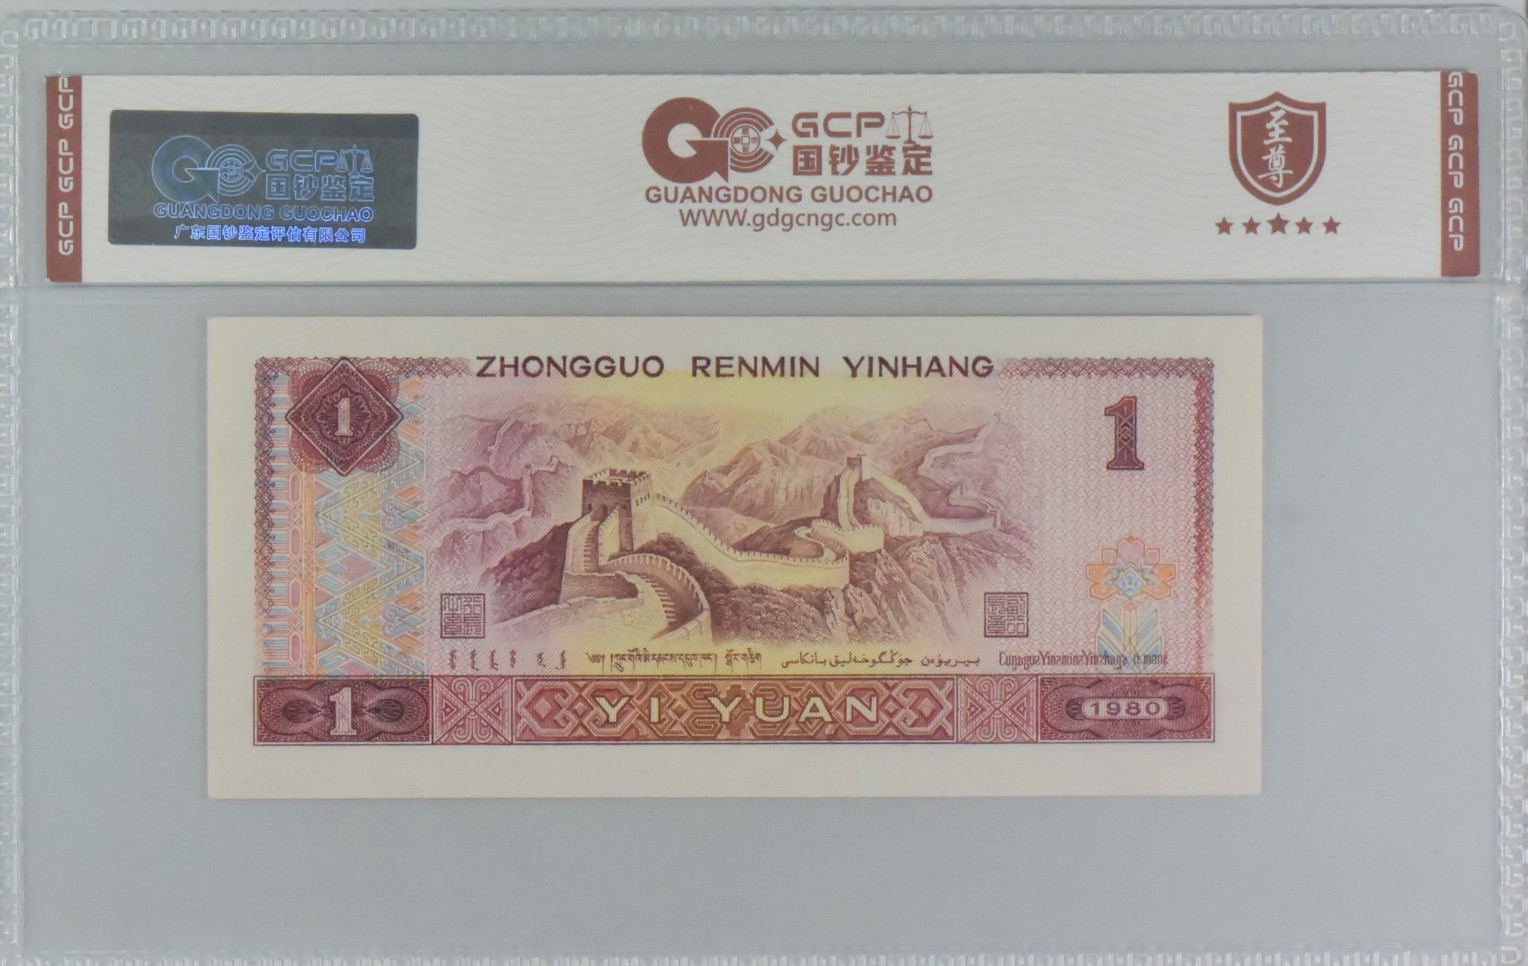 GCP GCP GCP
GCP 国钞鉴定
GUANGDONG GUOCHAO
广东国钞鉴定评估有限公司
GCP
国钞鉴定
GUANGDONG GUOCHAO
WWW.gdgcngc.com
至尊
GCP GCP GCP
ZHONGGUO RENMIN YINHANG
1
1
1
YI YUAN
1980